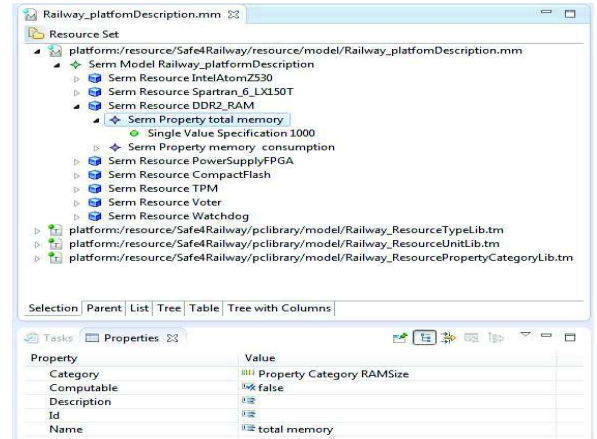 Railway_platfomDescription.mm
Resource Set
platform:/resource/Safe4Railway/resource/model/Railway_platfomDescription.mm
Serm Model Railway_platformDescription
Serm Resource IntelAtomZ530
Serm Resource Spartran_6_LX150T
Serm Resource DDR2_RAM
Serm Property total memory
Single Value Specification 1000
Serm Property memory consumption
Serm Resource PowerSupplyFPGA
Serm Resource CompactFlash
Serm Resource TPM
Serm Resource Voter
Serm Resource Watchdog
platform:/resource/Safe4Railway/pclibrary/model/Railway_ResourceTypeLib.tm
platform:/resource/Safe4Railway/pclibrary/model/Railway_ResourceUnitLib.tm
platform:/resource/Safe4Railway/pclibrary/model/Railway_ResourcePropertyCategoryLib.tm
Selection Parent List Tree Table Tree with Columns
Tasks Properties
Property Value
Category Property Category RAMSize
Computable false
Description
Id
Name total memory